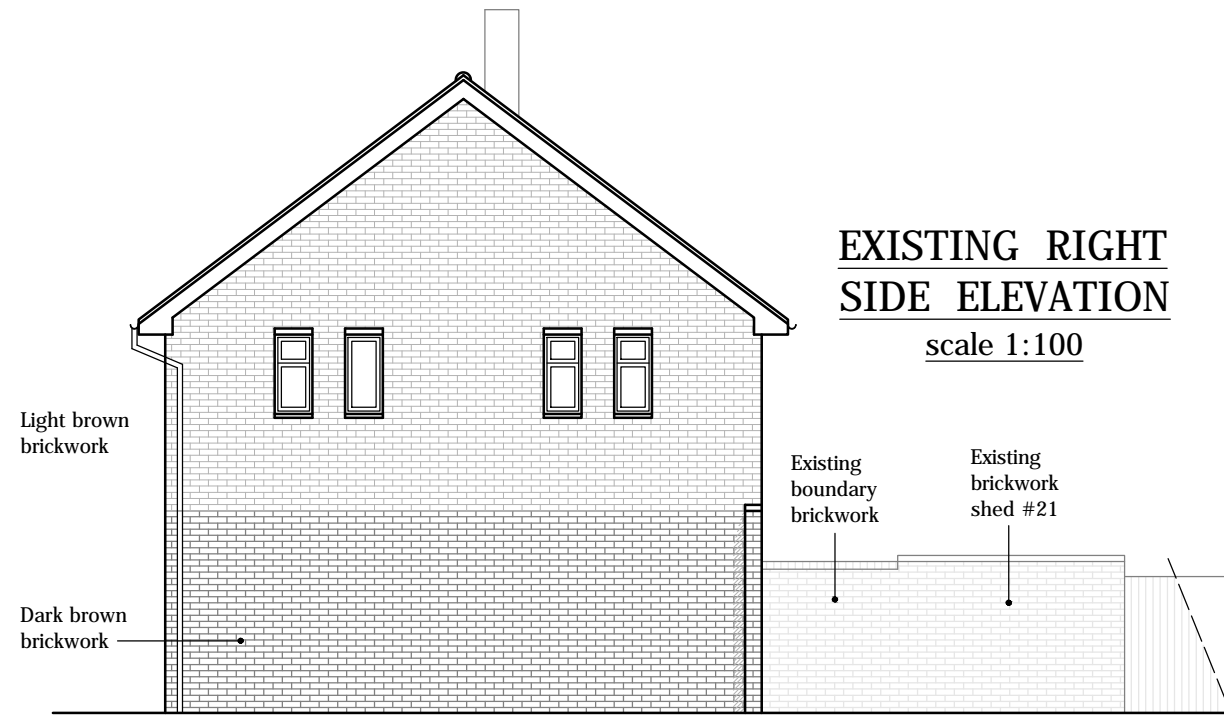 EXISTING RIGHT
SIDE ELEVATION
scale 1:100
Light brown
brickwork
Existing
boundary
brickwork
Existing
brickwork
shed #21
Dark brown
brickwork